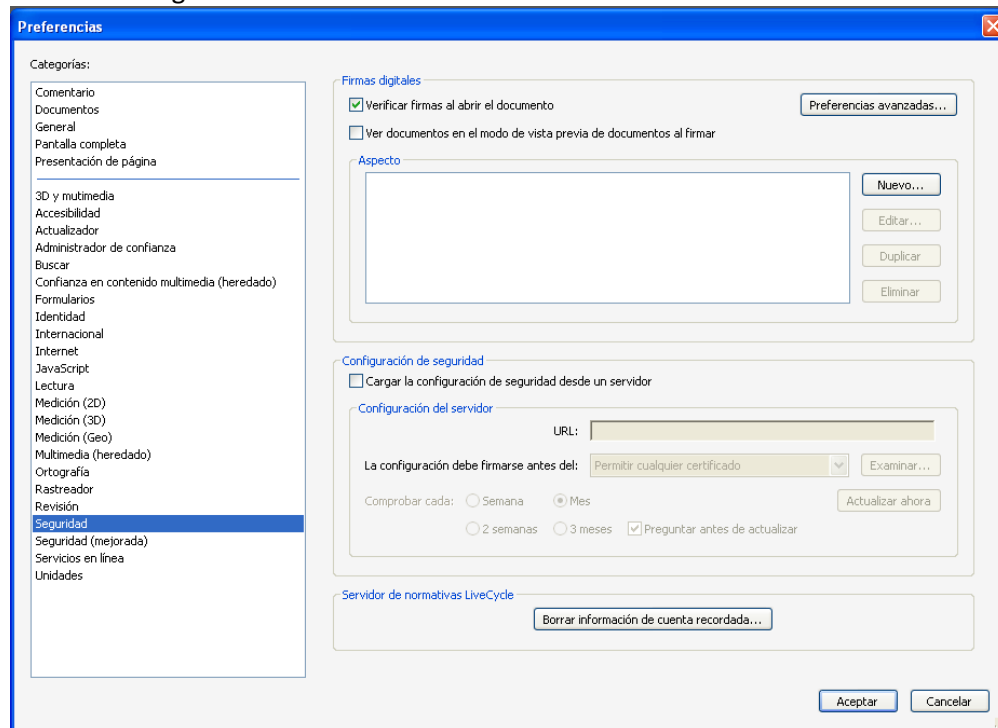 Preferencias
Categorías:
Comentario
Documentos
General
Pantalla completa
Presentación de página
3D y mutimedia
Accesibilidad
Actualizador
Administrador de confianza
Buscar
Confianza en contenido multimedia (heredado)
Formularios
Identidad
Internacional
Internet
JavaScript
Lectura
Medición (2D)
Medición (3D)
Medición (Geo)
Multimedia (heredado)
Ortografía
Rastreador
Revisión
Seguridad
Seguridad (mejorada)
Servicios en línea
Unidades
Firmas digitales
Verificar firmas al abrir el documento
Preferencias avanzadas...
Ver documentos en el modo de vista previa de documentos al firmar
Aspecto
Nuevo...
Editar...
Duplicar
Eliminar
Configuración de seguridad
Cargar la configuración de seguridad desde un servidor
Configuración del servidor
URL:
La configuración debe firmarse antes del: Permitir cualquier certificado Examinar...
Comprobar cada: Semana Mes Actualizar ahora
2 semanas 3 meses Preguntar antes de actualizar
Servidor de normativas LiveCycle
Borrar información de cuenta recordada...
Aceptar Cancelar